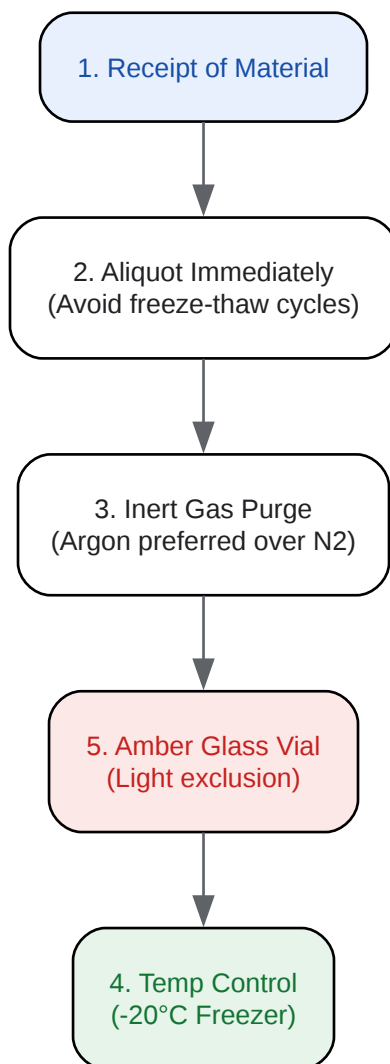 1. Receipt of Material
2. Aliquot Immediately
(Avoid freeze-thaw cycles)
3. Inert Gas Purge
(Argon preferred over N2)
5. Amber Glass Vial
(Light exclusion)
4. Temp Control
(-20°C Freezer)